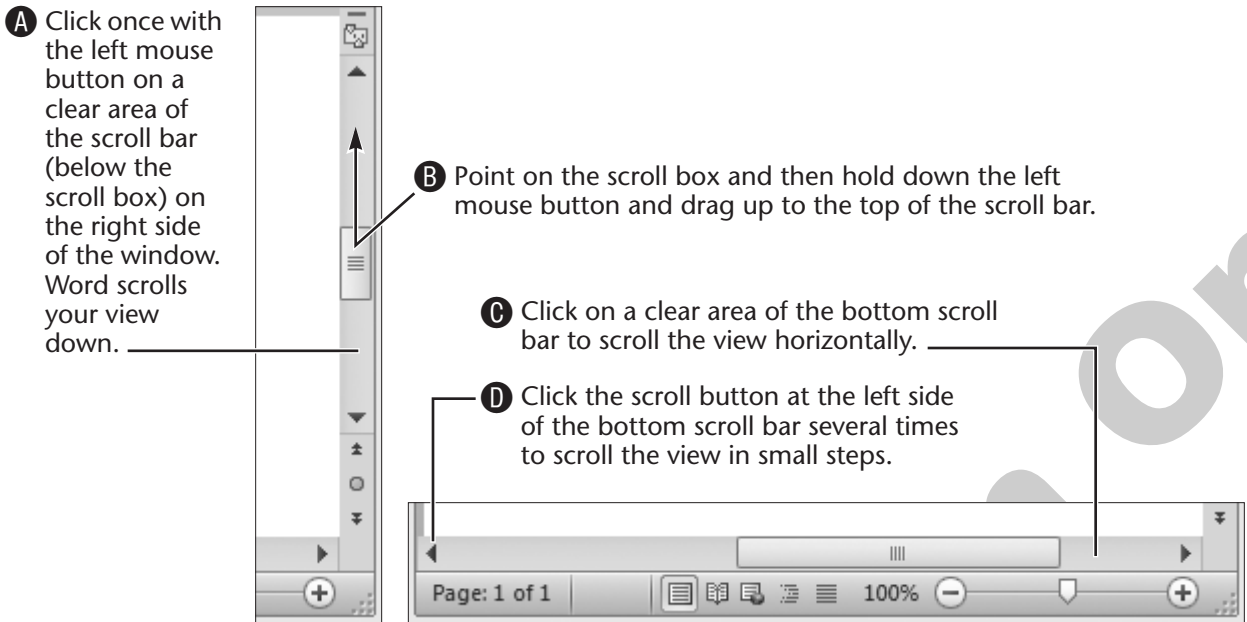 A Click once with
the left mouse
button on a
clear area of
the scroll bar
(below the
scroll box) on
the right side
of the window.
Word scrolls
your view
down.
B Point on the scroll box and then hold down the left
mouse button and drag up to the top of the scroll bar.
C Click on a clear area of the bottom scroll
bar to scroll the view horizontally.
D Click the scroll button at the left side
of the bottom scroll bar several times
to scroll the view in small steps.
Page: 1 of 1
100%